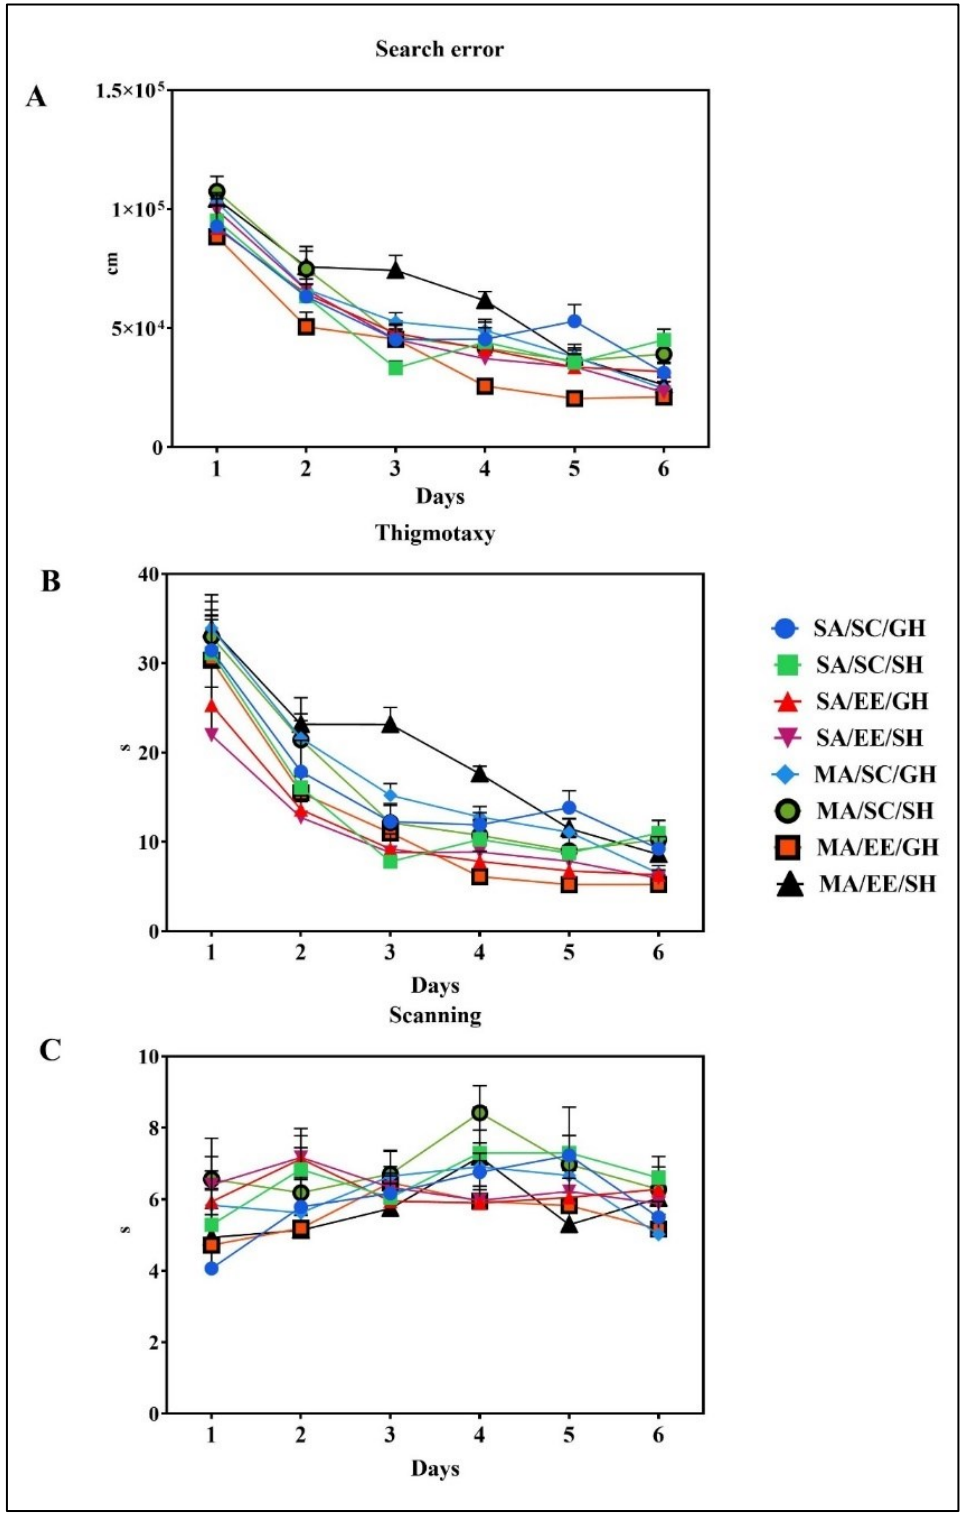 Search error
A
1.5×10⁵
1×10⁵
5×10⁴
0
cm
1 2 3 4 5 6
Days
Thigmotaxy
B
40
30
20
10
0
s
1 2 3 4 5 6
Days
SA/SC/GH
SA/SC/SH
SA/EE/GH
SA/EE/SH
MA/SC/GH
MA/SC/SH
MA/EE/GH
MA/EE/SH
Scanning
C
10
8
6
4
2
0
s
1 2 3 4 5 6
Days